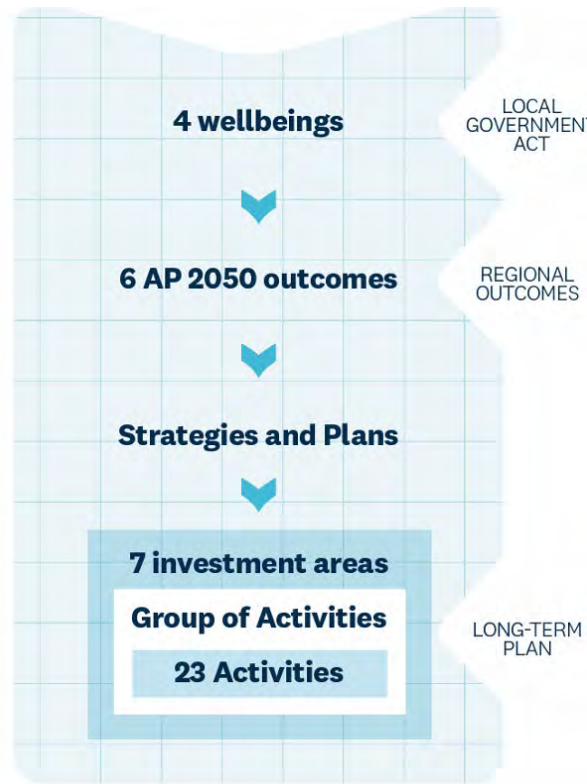 4 wellbeings
LOCAL
GOVERNMENT
ACT
6 AP 2050 outcomes
REGIONAL
OUTCOMES
Strategies and Plans
7 investment areas
Group of Activities
23 Activities
LONG-TERM
PLAN